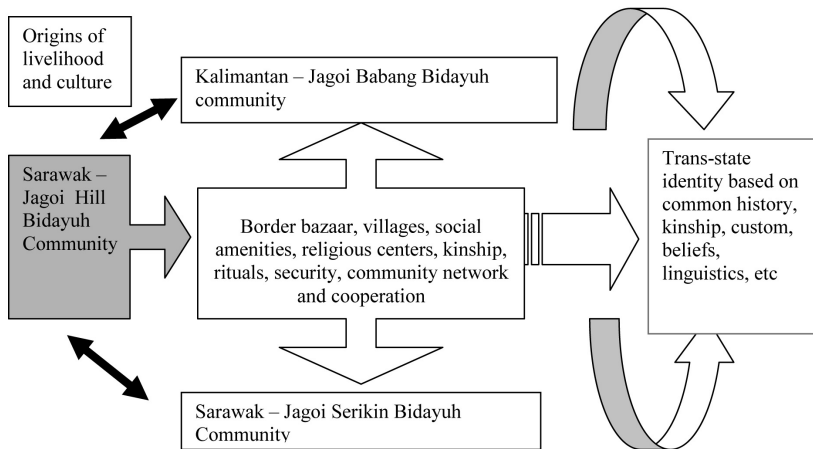 Origins of
livelihood
and culture
Kalimantan – Jagoi Babang Bidayuh
community
Sarawak –
Jagoi Hill
Bidayuh
Community
Border bazaar, villages, social
amenities, religious centers, kinship,
rituals, security, community network
and cooperation
Trans-state
identity based on
common history,
kinship, custom,
beliefs,
linguistics, etc
Sarawak – Jagoi Serikin Bidayuh
Community